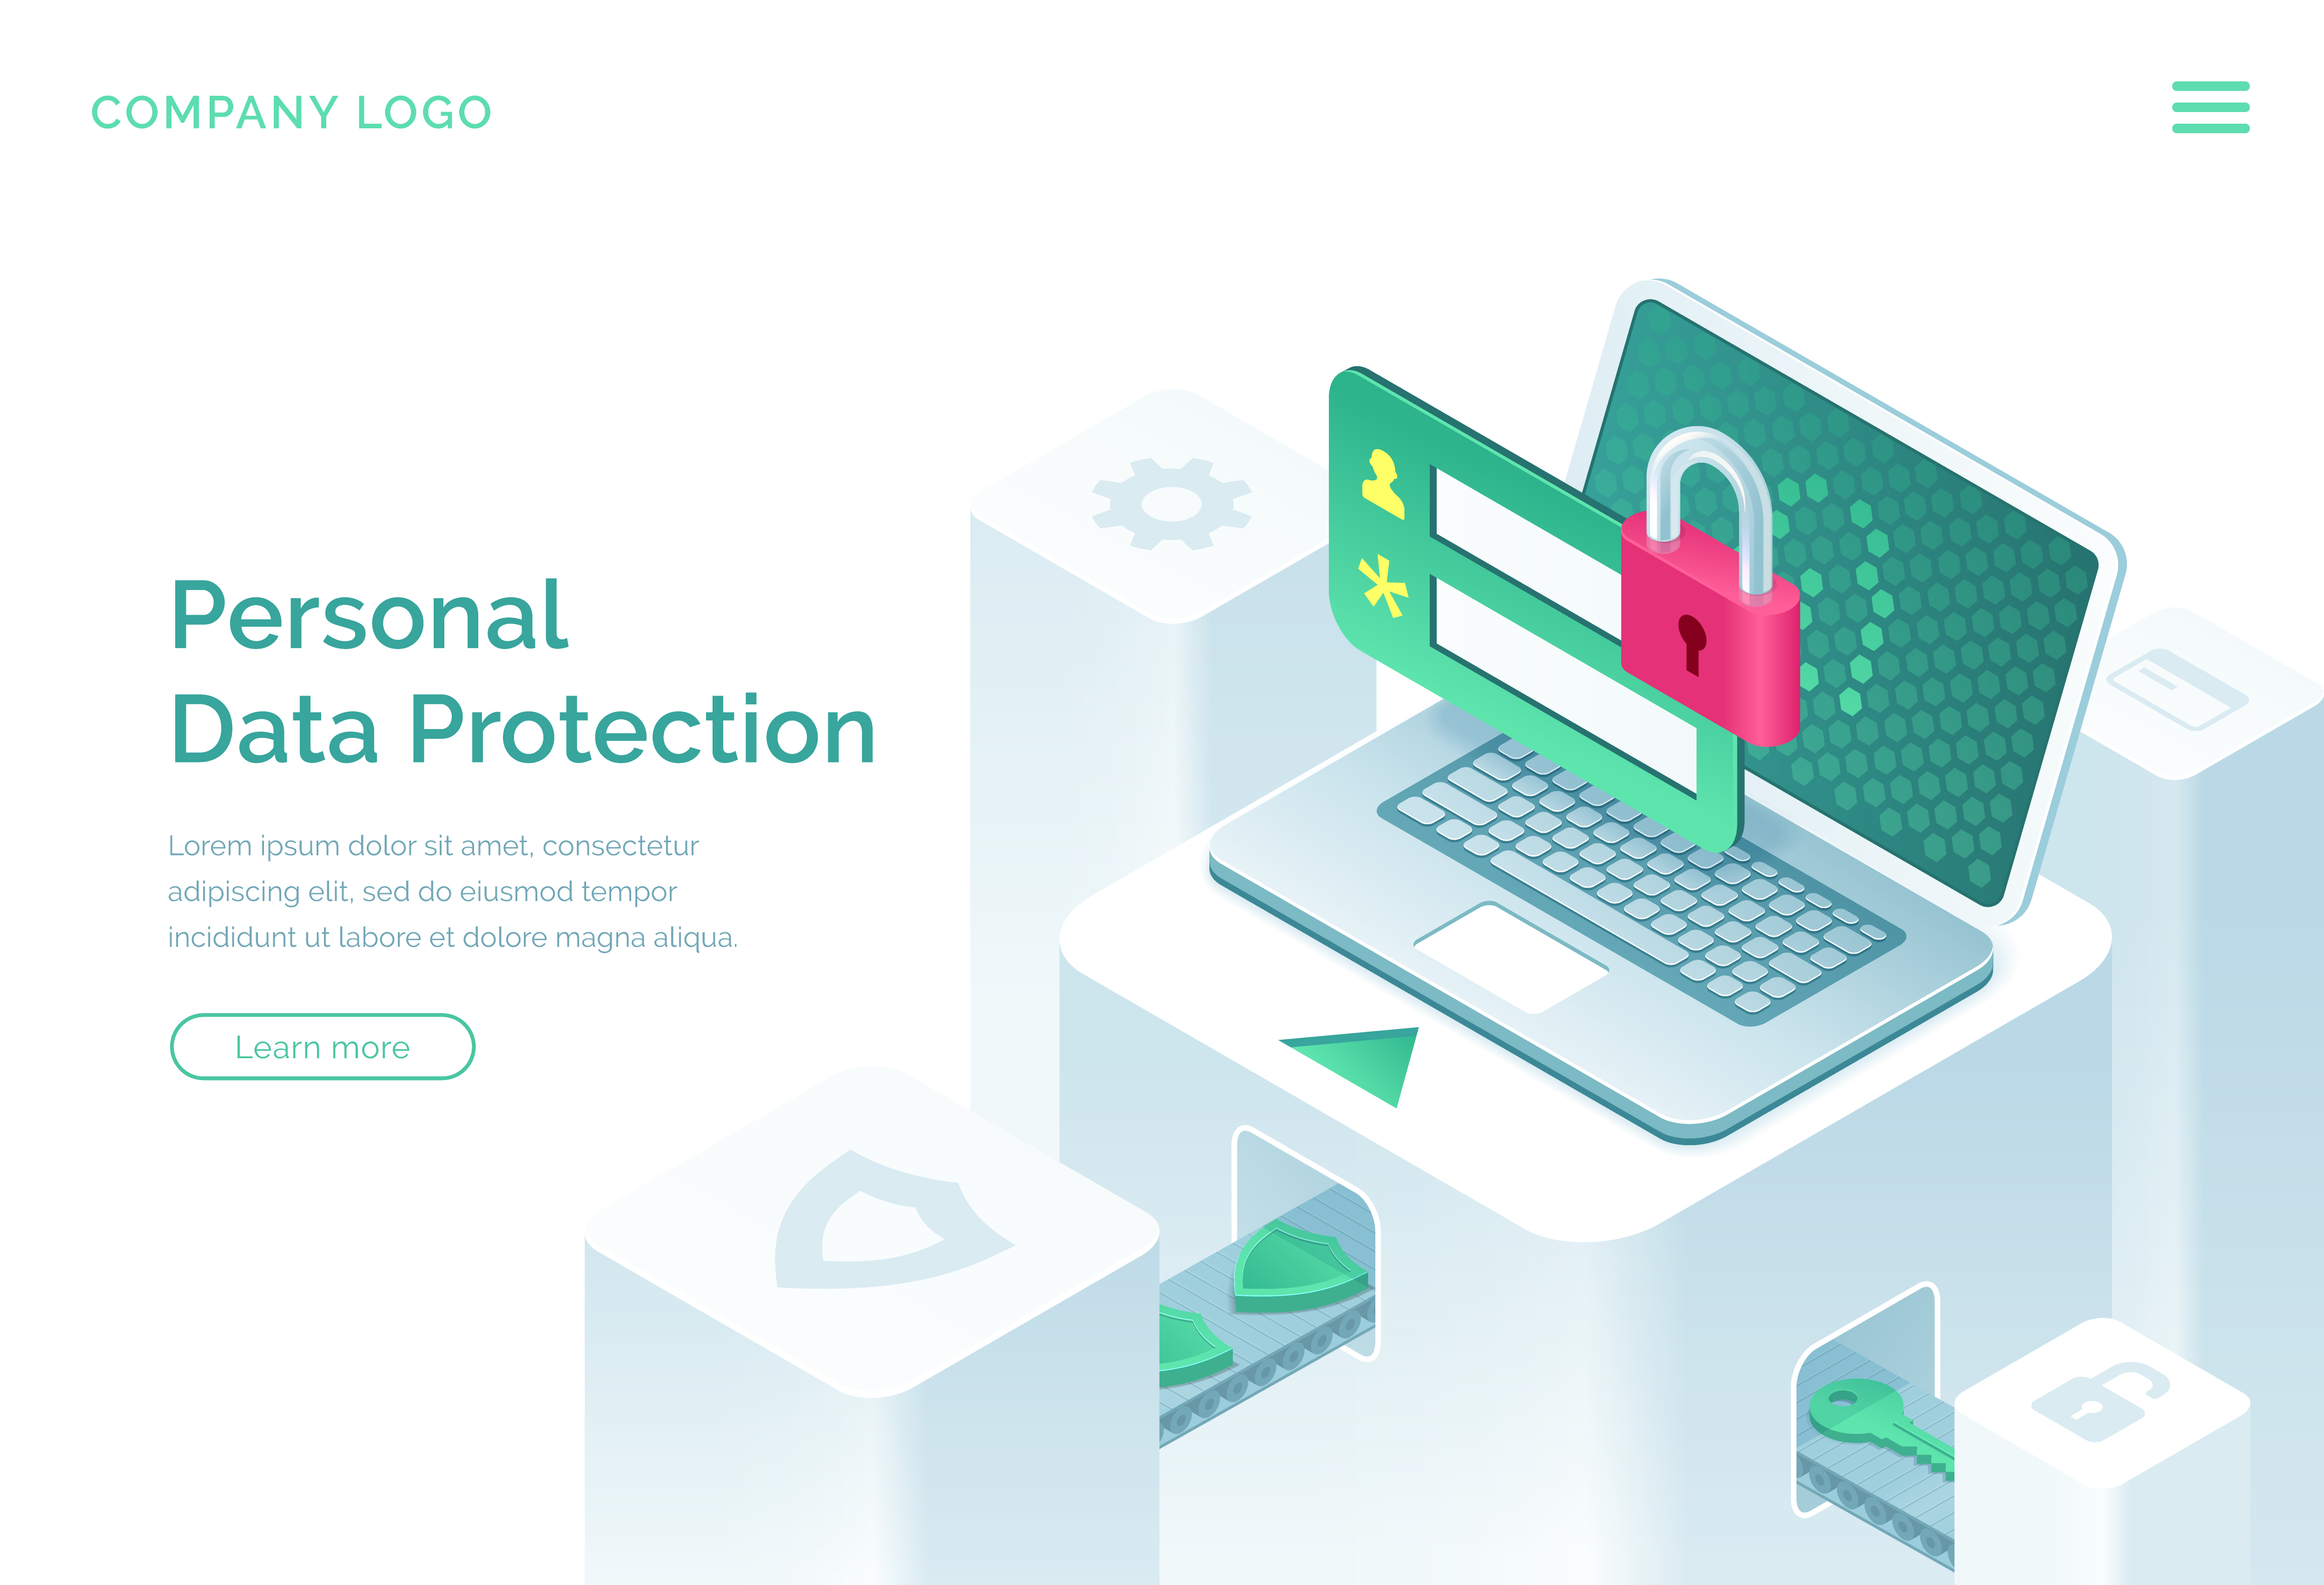 COMPANY LOGO
Personal
Data Protection
Lorem ipsum dolor sit amet, consectetur
adipiscing elit, sed do eiusmod tempor
incididunt ut labore et dolore magna aliqua.
Learn more